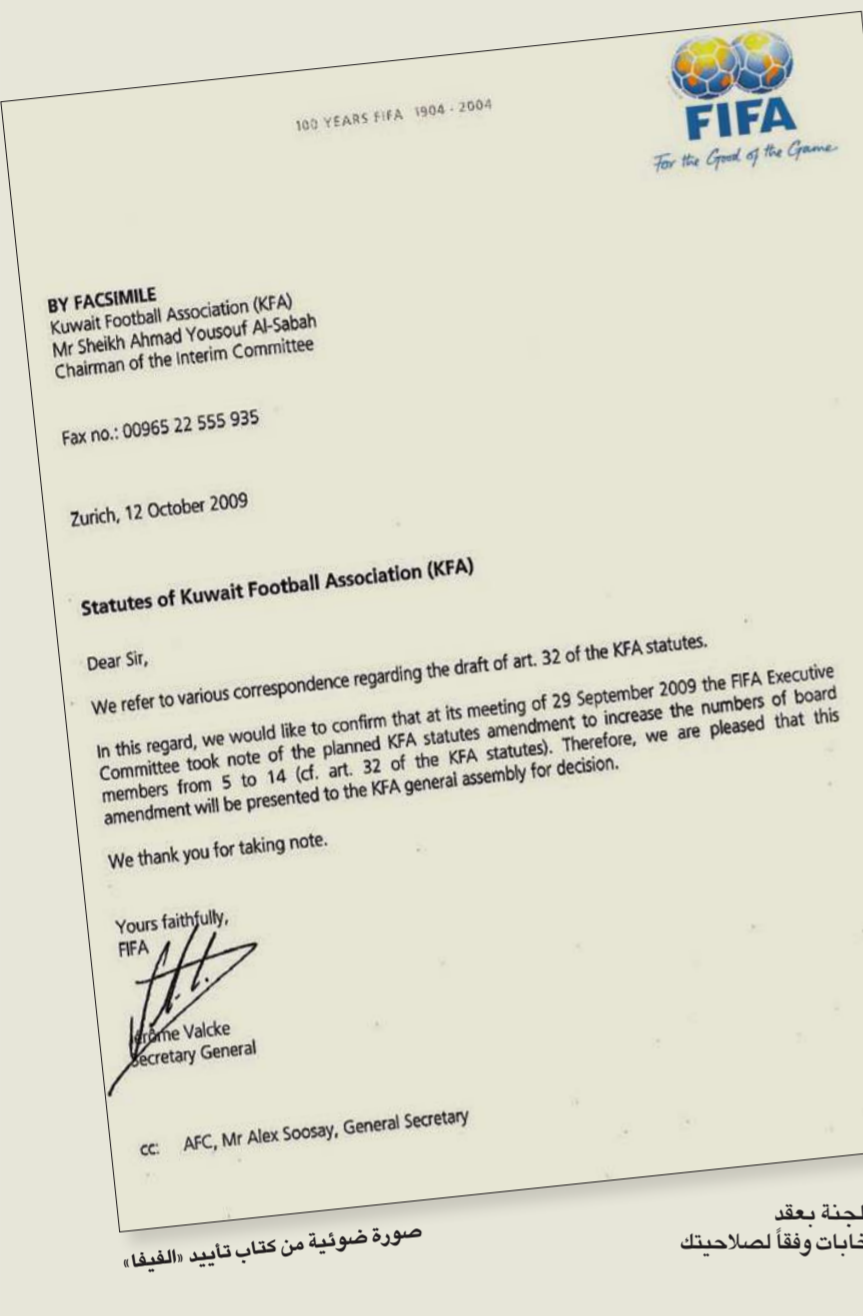 100 YEARS FIFA 1904 - 2004
FIFA
For the Good of the Game
BY FACSIMILE
Kuwait Football Association (KFA)
Mr Sheikh Ahmad Yousouf Al-Sabah
Chairman of the Interim Committee
Fax no.: 00965 22 555 935
Zurich, 12 October 2009
Statutes of Kuwait Football Association (KFA)
Dear Sir,
We refer to various correspondence regarding the draft of art. 32 of the KFA statutes.
In this regard, we would like to confirm that at its meeting of 29 September 2009 the FIFA Executive
Committee took note of the planned KFA statutes amendment to increase the numbers of board
members from 5 to 14 (cf. art. 32 of the KFA statutes). Therefore, we are pleased that this
amendment will be presented to the KFA general assembly for decision.
We thank you for taking note.
Yours faithfully,
FIFA
Jérôme Valcke
Secretary General
cc: AFC, Mr Alex Soosay, General Secretary
صورة ضوئية من كتاب تأييد «الفيفا»
لجنة بعقد
خابات وفقاً لصلاحيتك